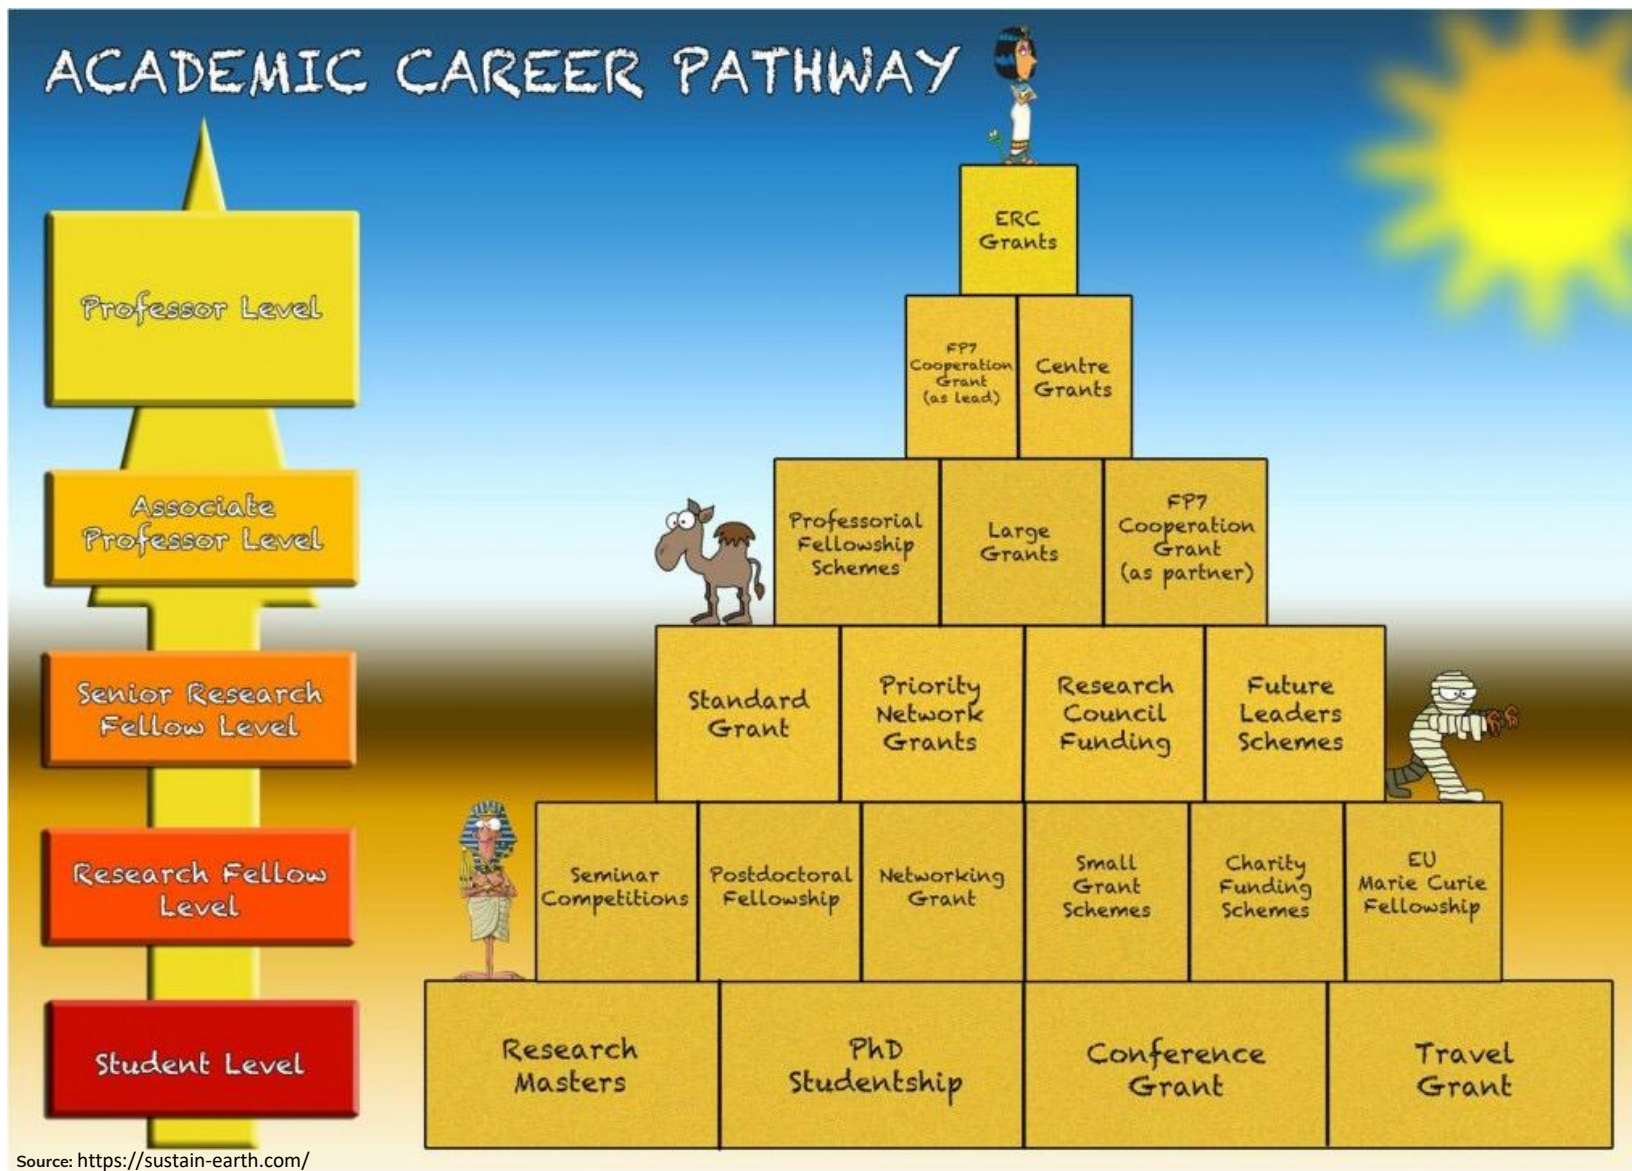 ACADEMIC CAREER PATHWAY
Professor Level
Associate
Professor Level
Senior Research
Fellow Level
Research Fellow
Level
Student Level
ERC
Grants
FP7
Cooperation
Grant
(as lead)
Centre
Grants
Professorial
Fellowship
Schemes
Large
Grants
FP7
Cooperation
Grant
(as partner)
Standard
Grant
Priority
Network
Grants
Research
Council
Funding
Future
Leaders
Schemes
Seminar
Competitions
Postdoctoral
Fellowship
Networking
Grant
Small
Grant
Schemes
Charity
Funding
Schemes
EU
Marie Curie
Fellowship
Research
Masters
PhD
Studentship
Conference
Grant
Travel
Grant
Source: https://sustain-earth.com/